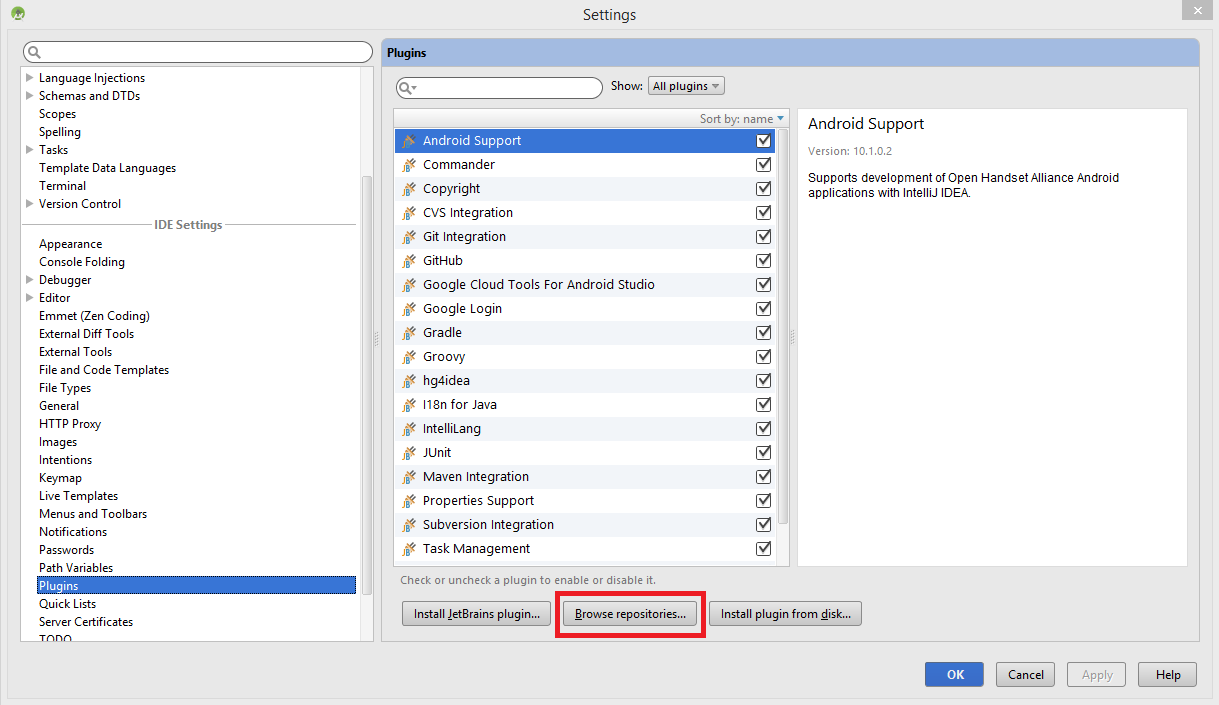 Settings
Language Injections
Schemas and DTDs
Scopes
Spelling
Tasks
Template Data Languages
Terminal
Version Control
IDE Settings
Appearance
Console Folding
Debugger
Editor
Emmet (Zen Coding)
External Diff Tools
External Tools
File and Code Templates
File Types
General
HTTP Proxy
Images
Intentions
Keymap
Live Templates
Menus and Toolbars
Notifications
Passwords
Path Variables
Plugins
Quick Lists
Server Certificates
TODO
Plugins
Show: All plugins
Sort by: name
Android Support
Commander
Copyright
CVS Integration
Git Integration
GitHub
Google Cloud Tools For Android Studio
Google Login
Gradle
Groovy
hg4idea
I18n for Java
IntelliLang
JUnit
Maven Integration
Properties Support
Subversion Integration
Task Management
Check or uncheck a plugin to enable or disable it.
Install JetBrains plugin... Browse repositories... Install plugin from disk...
Android Support
Version: 10.1.0.2
Supports development of Open Handset Alliance Android
applications with IntelliJ IDEA.
OK Cancel Apply Help